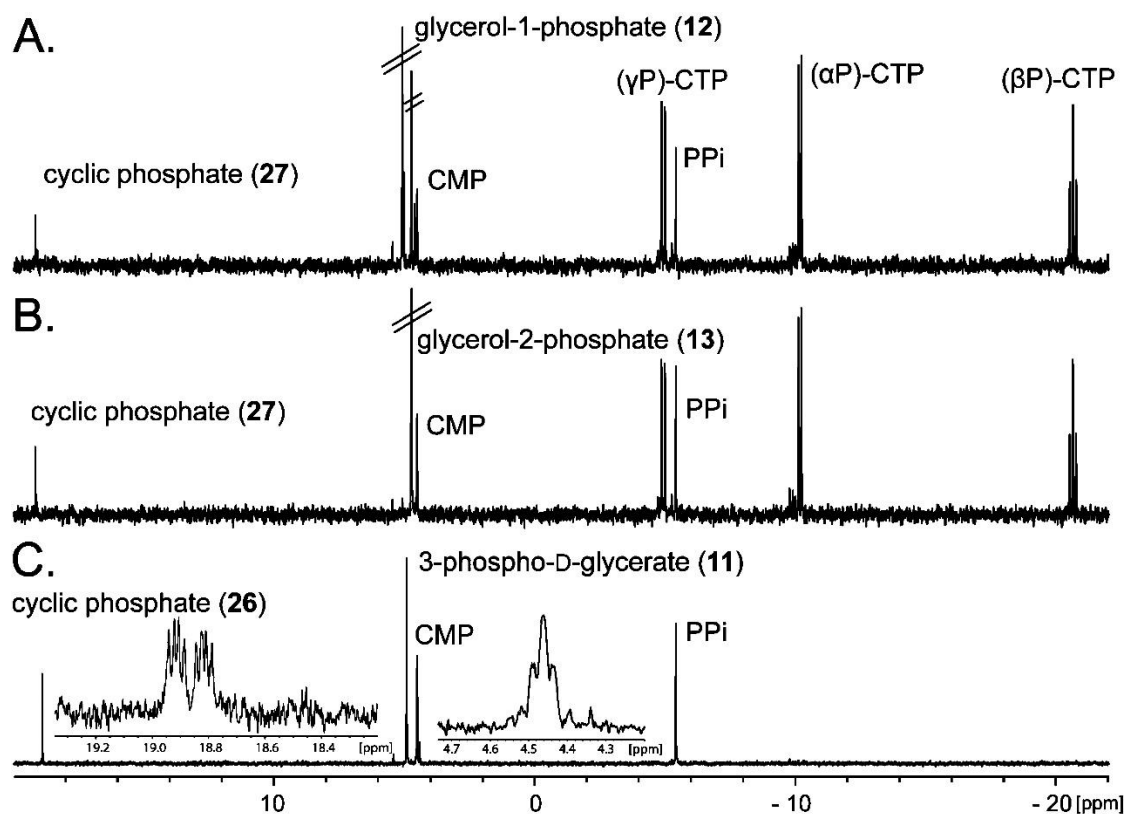 A.
glycerol-1-phosphate (12)
(γP)-CTP
(αP)-CTP
(βP)-CTP
PPi
cyclic phosphate (27)
CMP
B.
glycerol-2-phosphate (13)
cyclic phosphate (27)
CMP
PPi
C.
3-phospho-D-glycerate (11)
cyclic phosphate (26)
CMP
PPi
19.2 19.0 18.8 18.6 18.4 [ppm]
4.7 4.6 4.5 4.4 4.3 [ppm]
10 0 - 10 - 20 [ppm]